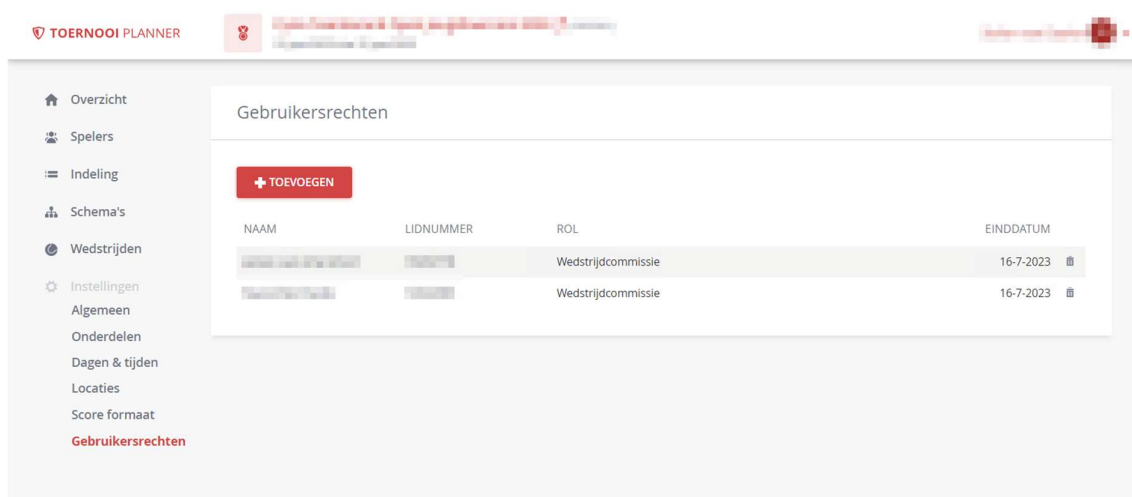 TOERNOOI PLANNER
Overzicht
Spelers
Indeling
Schema's
Wedstrijden
Instellingen
Algemeen
Onderdelen
Dagen & tijden
Locaties
Score formaat
Gebruikersrechten
Gebruikersrechten
TOEVOEGEN
NAAM LIDNUMMER ROL EINDDATUM
Wedstrijdcommissie 16-7-2023
Wedstrijdcommissie 16-7-2023